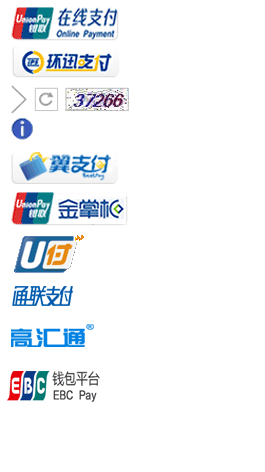 UnionPay 银联 在线支付
Online Payment
环迅支付
37266
翼支付
BestPay
UnionPay 银联 金掌柜
U付
通联支付
高汇通®
EBC 钱包平台
EBC Pay